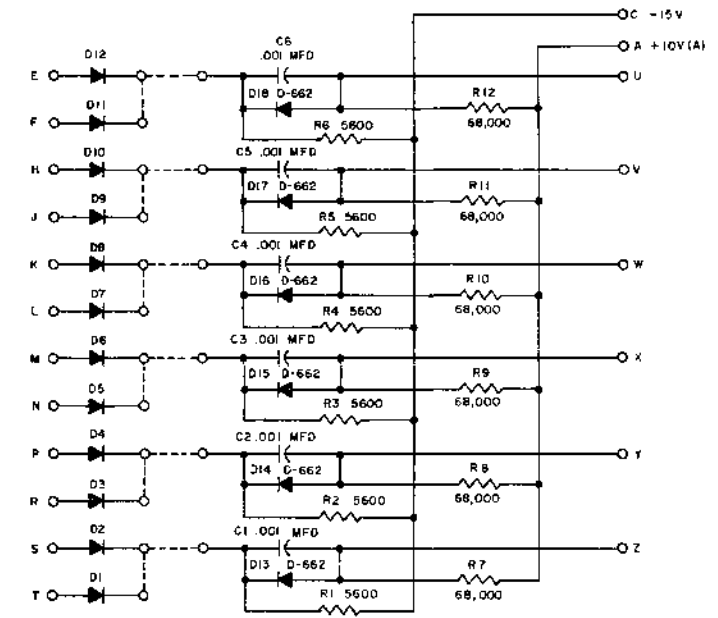 C -15V
A +10V(A)
C6
.001 MFD
D12
E
U
D18 D-662
R12
D11
R6 5600
68,000
F
D10
C5 .001 MFD
H
V
D17 D-662
R11
D9
R5 5600
68,000
J
D8
C4 .001 MFD
K
W
D16 D-662
R10
D7
R4 5600
68,000
L
D6
C3 .001 MFD
M
X
D15 D-662
R9
D5
R3 5600
68,000
N
D4
C2 .001 MFD
P
Y
D14 D-662
R8
D3
R2 5600
68,000
R
D2
C1 .001 MFD
S
Z
D13 D-662
R7
D1
R1 5600
68,000
T